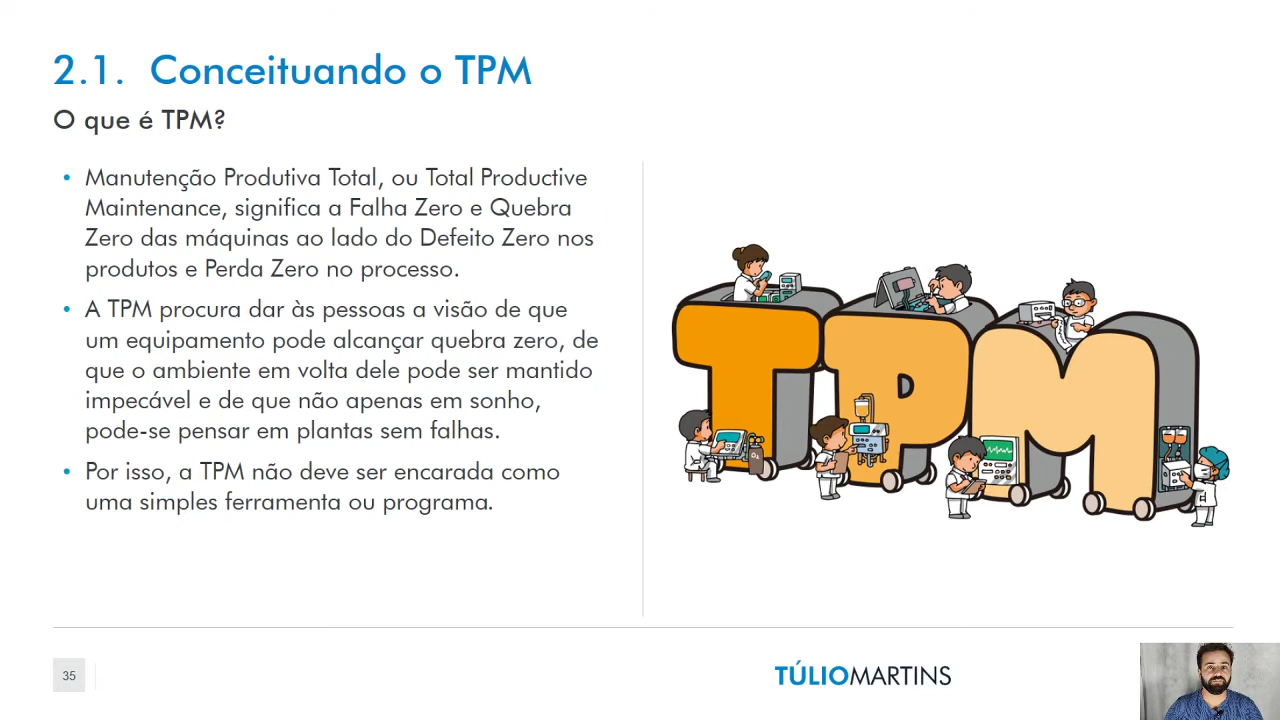 2.1. Conceituando o TPM
O que é TPM?
• Manutenção Produtiva Total, ou Total Productive
Maintenance, significa a Falha Zero e Quebra
Zero das máquinas ao lado do Defeito Zero nos
produtos e Perda Zero no processo.
• A TPM procura dar às pessoas a visão de que
um equipamento pode alcançar quebra zero, de
que o ambiente em volta dele pode ser mantido
impecável e de que não apenas em sonho,
pode-se pensar em plantas sem falhas.
• Por isso, a TPM não deve ser encarada como
uma simples ferramenta ou programa.
TPM
35
TÚLIOMARTINS